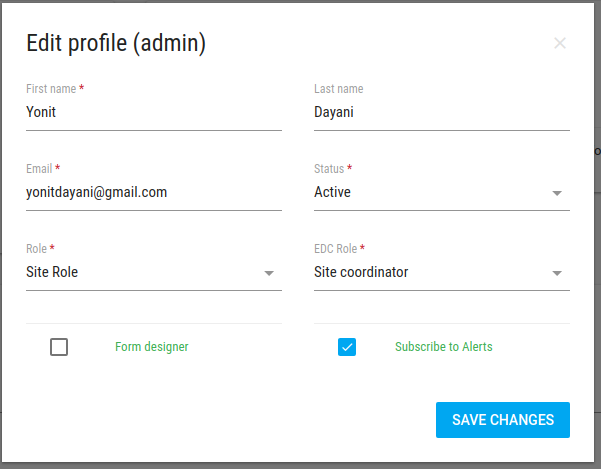 Edit profile (admin)
First name *
Last name
Yonit
Dayani
Email *
Status *
yonitdayani@gmail.com
Active
Role *
EDC Role *
Site Role
Site coordinator
Form designer
Subscribe to Alerts
SAVE CHANGES